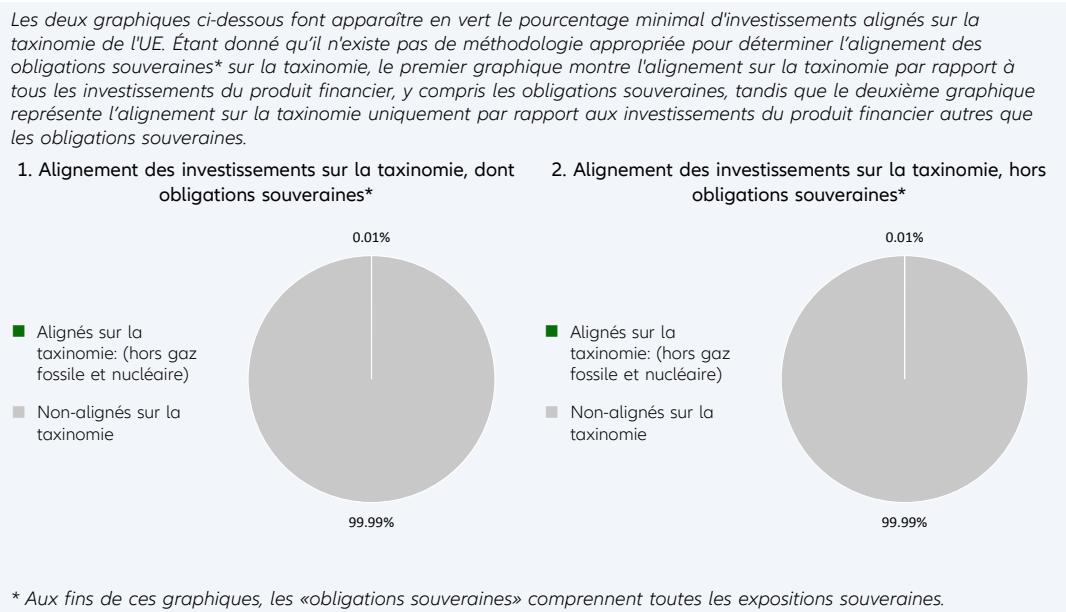 Les deux graphiques ci-dessous font apparaître en vert le pourcentage minimal d'investissements alignés sur la
taxinomie de l'UE. Étant donné qu’il n'existe pas de méthodologie appropriée pour déterminer l’alignement des
obligations souveraines* sur la taxinomie, le premier graphique montre l'alignement sur la taxinomie par rapport à
tous les investissements du produit financier, y compris les obligations souveraines, tandis que le deuxième graphique
représente l’alignement sur la taxinomie uniquement par rapport aux investissements du produit financier autres que
les obligations souveraines.
1. Alignement des investissements sur la taxinomie, dont
obligations souveraines*
0.01%
Alignés sur la
taxinomie: (hors gaz
fossile et nucléaire)
Non-alignés sur la
taxinomie
99.99%
2. Alignement des investissements sur la taxinomie, hors
obligations souveraines*
0.01%
Alignés sur la
taxinomie: (hors gaz
fossile et nucléaire)
Non-alignés sur la
taxinomie
99.99%
* Aux fins de ces graphiques, les «obligations souveraines» comprennent toutes les expositions souveraines.